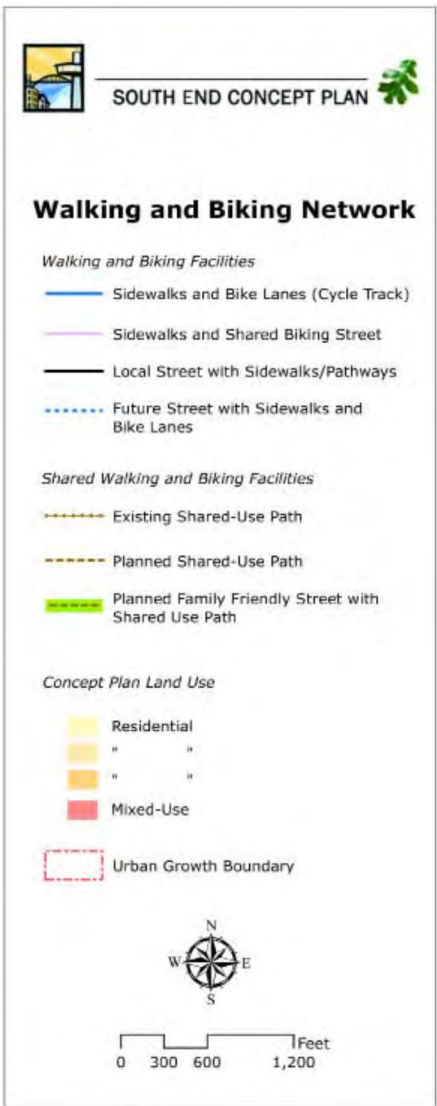 SOUTH END CONCEPT PLAN
Walking and Biking Network
Walking and Biking Facilities
Sidewalks and Bike Lanes (Cycle Track)
Sidewalks and Shared Biking Street
Local Street with Sidewalks/Pathways
Future Street with Sidewalks and
Bike Lanes
Shared Walking and Biking Facilities
Existing Shared-Use Path
Planned Shared-Use Path
Planned Family Friendly Street with
Shared Use Path
Concept Plan Land Use
Residential
" "
" "
Mixed-Use
Urban Growth Boundary
N
W E
S
Feet
0 300 600 1,200